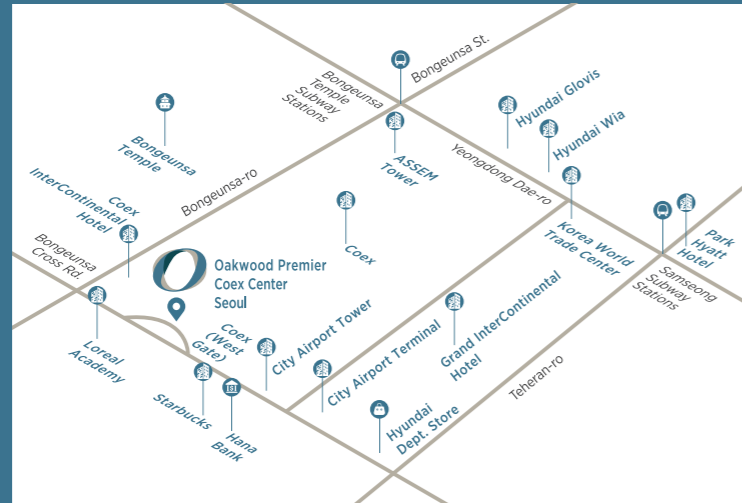 Bongeunsa St.
Bongeunsa
Temple
Subway
Stations
Hyundai Glovis
Hyundai Wia
Bongeunsa
Temple
ASSEM
Tower
Yeongdong Dae-ro
Coex
InterContinental
Hotel
Bongeunsa-ro
Korea World
Trade Center
Park
Hyatt
Hotel
Coex
Bongeunsa
Cross Rd.
Oakwood Premier
Coex Center
Seoul
Samseong
Subway
Stations
Loreal
Academy
Coex
(West
Gate)
City Airport Tower
City Airport Terminal
Grand InterContinental
Hotel
Teheran-ro
Starbucks
Hana
Bank
Hyundai
Dept. Store